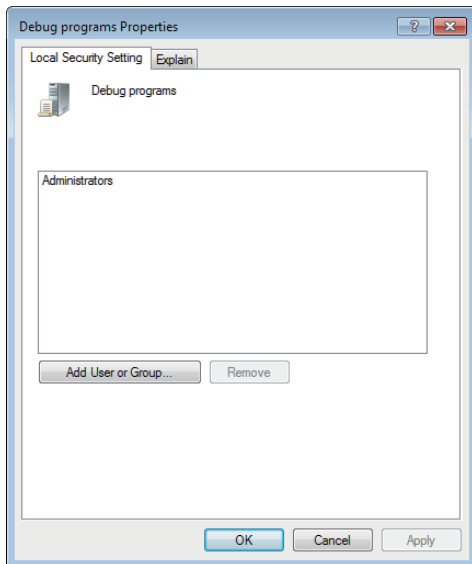 Debug programs Properties
Local Security Setting
Explain
Debug programs
Administrators
Add User or Group...
Remove
OK
Cancel
Apply